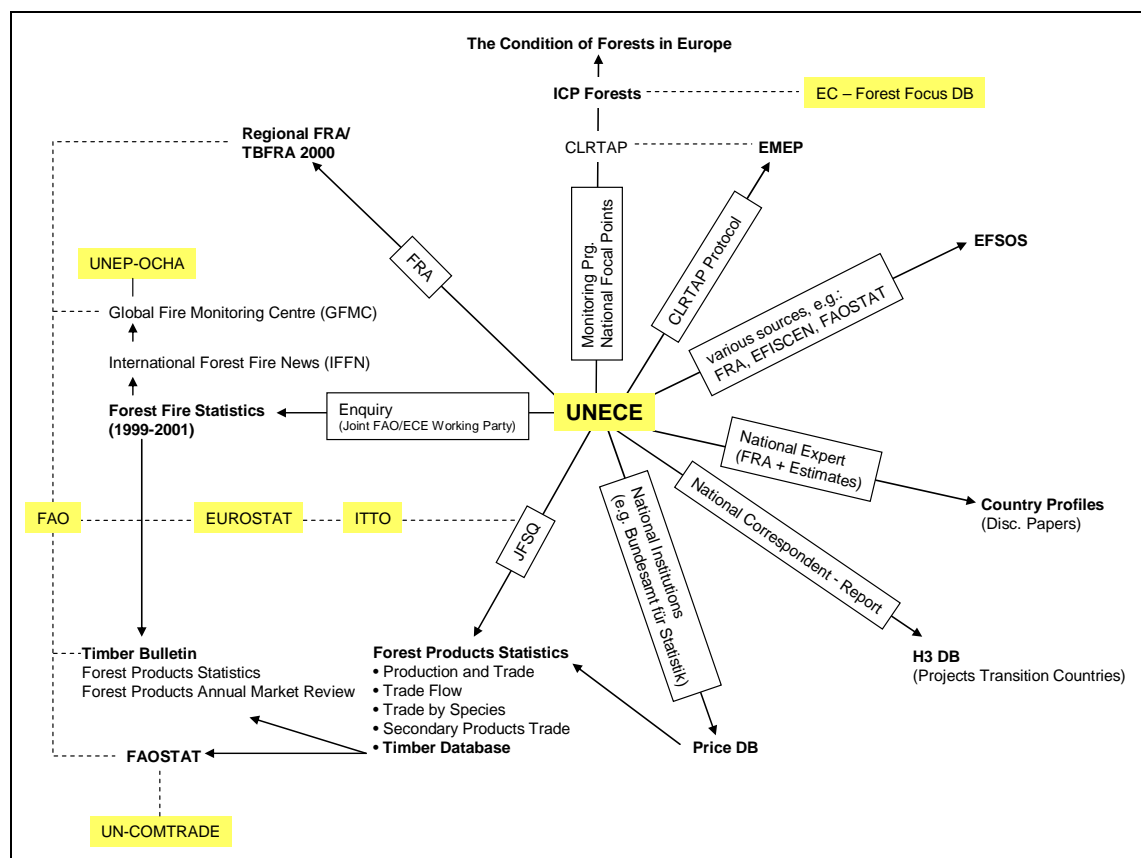 The Condition of Forests in Europe
ICP Forests
EC – Forest Focus DB
Regional FRA/
TBFRA 2000
CLRTAP
EMEP
Monitoring Prg.
National Focal Points
CLRTAP Protocol
EFSOS
FRA
UNEP-OCHA
various sources, e.g.:
FRA, EFISCEN, FAOSTAT
Global Fire Monitoring Centre (GFMC)
International Forest Fire News (IFFN)
Forest Fire Statistics
(1999-2001)
Enquiry
(Joint FAO/ECE Working Party)
UNECE
National Expert
(FRA + Estimates)
Country Profiles
(Disc. Papers)
National Correspondent - Report
National Institutions
(e.g. Bundesamt für Statistik)
FAO
EUROSTAT
ITTO
JFSQ
Timber Bulletin
Forest Products Statistics
Forest Products Annual Market Review
Forest Products Statistics
• Production and Trade
• Trade Flow
• Trade by Species
• Secondary Products Trade
• Timber Database
H3 DB
(Projects Transition Countries)
Price DB
FAOSTAT
UN-COMTRADE